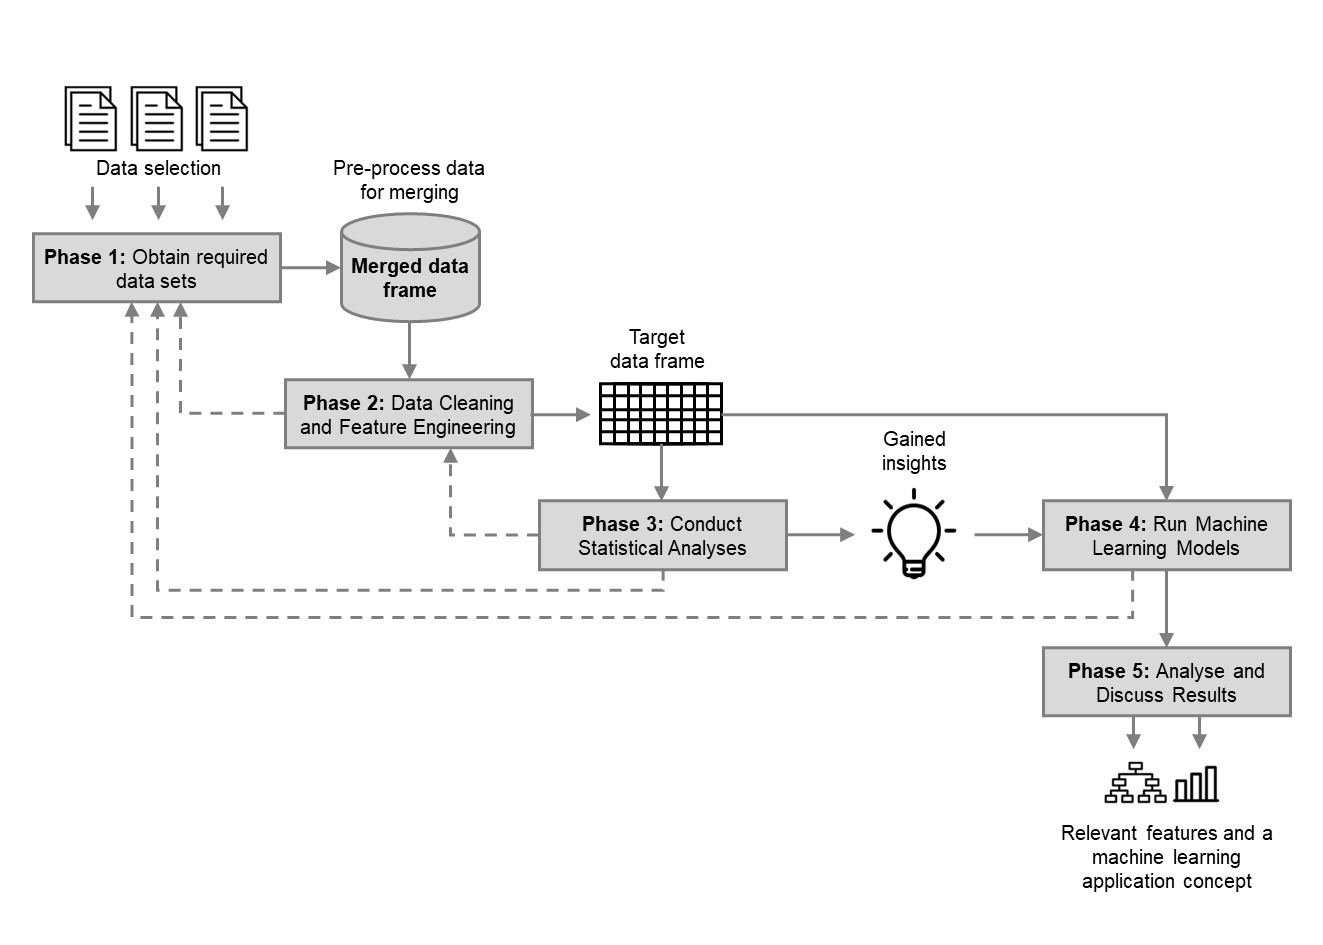 Data selection
Pre-process data
for merging
Phase 1: Obtain required
data sets
Merged data
frame
Target
data frame
Phase 2: Data Cleaning
and Feature Engineering
Gained
insights
Phase 3: Conduct
Statistical Analyses
Phase 4: Run Machine
Learning Models
Phase 5: Analyse and
Discuss Results
Relevant features and a
machine learning
application concept